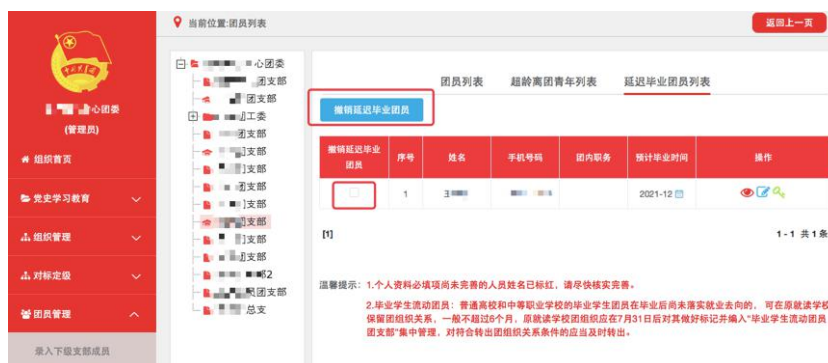 当前位置:团员列表
返回上一页
心团委
(管理员)
组织首页
党史学习教育
组织管理
对标定级
团员管理
录入下级支部成员
心团委
团支部
团支部
工委
团支部
支部
支部
支部
支部
支部
支部
支部
2
团支部
总支
团员列表
超龄离团青年列表
延迟毕业团员列表
撤销延迟毕业团员
撤销延迟毕业团员
序号
姓名
手机号码
团内职务
预计毕业时间
操作
1
2021-12
[1]
1 - 1 共 1 条
温馨提示：1.个人资料必填项尚未完善的人员姓名已标红，请尽快核实完善。
2.毕业学生流动团员：普通高校和中等职业学校的毕业学生团员在毕业后尚未落实就业去向的， 可在原就读学校
保留团组织关系，一般不超过6个月，原就读学校团组织应在7月31日后对其做好标记并编入"毕业学生流动团员
团支部"集中管理，对符合转出团组织关系条件的应当及时转出。